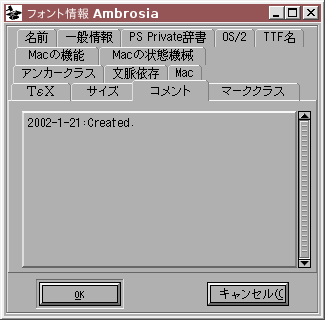 フォント情報 Ambrosia
名前 一般情報 PS Private辞書 OS/2 TTF名
Macの機能 Macの状態機械
アンカークラス 文脈依存 Mac
TεX サイズ コメント マーククラス
2002-1-21:Created.
OK キャンセル(C